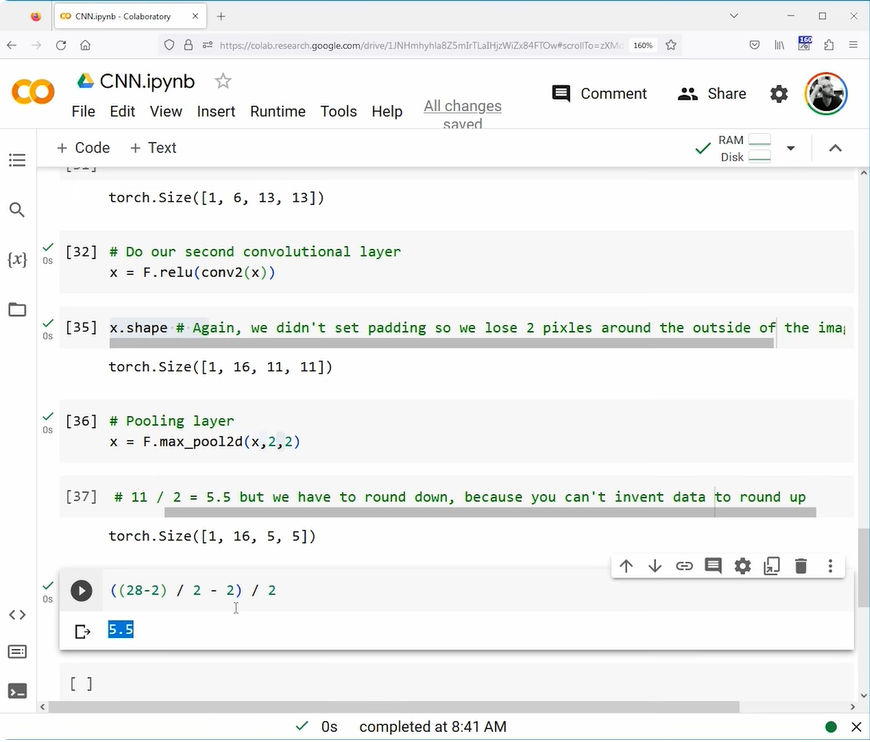 CNN.ipynb - Colaboratory
https://colab.research.google.com/drive/1JNHmhyhla8Z5mIrTLaIHjzWiZx84FTOw#scrollTo=zXM
160%
160
CO
CNN.ipynb
Comment
Share
File Edit View Insert Runtime Tools Help All changes saved
+ Code + Text
RAM
Disk
{x}
torch.Size([1, 6, 13, 13])
[32] # Do our second convolutional layer
0s
x = F.relu(conv2(x))
[35] x.shape # Again, we didn't set padding so we lose 2 pixles around the outside of the imag
0s
torch.Size([1, 16, 11, 11])
[36] # Pooling layer
0s
x = F.max_pool2d(x,2,2)
[37] # 11 / 2 = 5.5 but we have to round down, because you can't invent data to round up
torch.Size([1, 16, 5, 5])
((28-2) / 2 - 2) / 2
0s
5.5
[ ]
0s completed at 8:41 AM